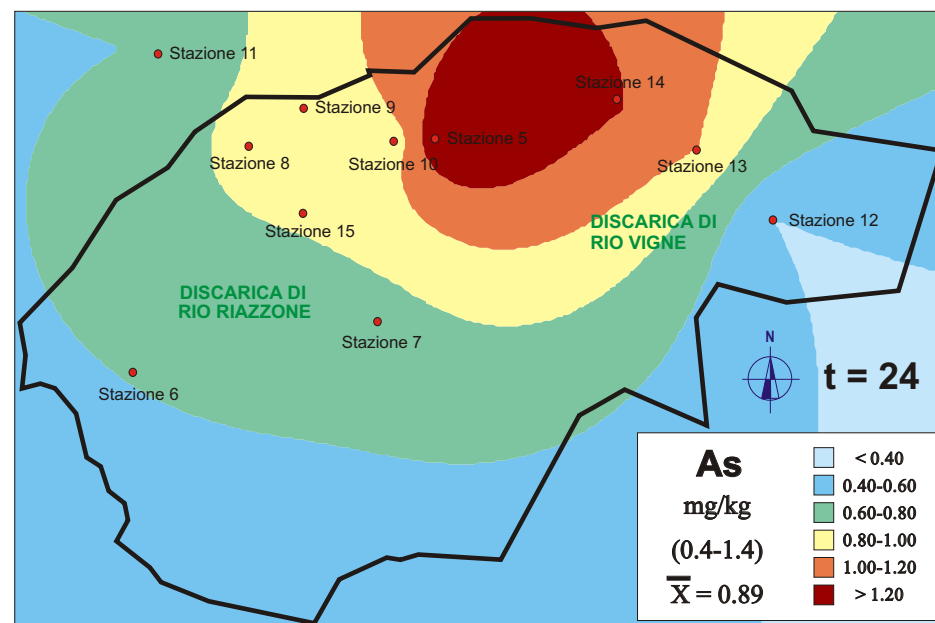 Stazione 11
Stazione 14
Stazione 9
Stazione 5
Stazione 8
Stazione 10
Stazione 13
Stazione 15
DISCARICA DI
RIO VIGNE
Stazione 12
DISCARICA DI
RIO RIAZZONE
Stazione 7
Stazione 6
N
t = 24
As
mg/kg
(0.4-1.4)
X̅ = 0.89
< 0.40
0.40-0.60
0.60-0.80
0.80-1.00
1.00-1.20
> 1.20